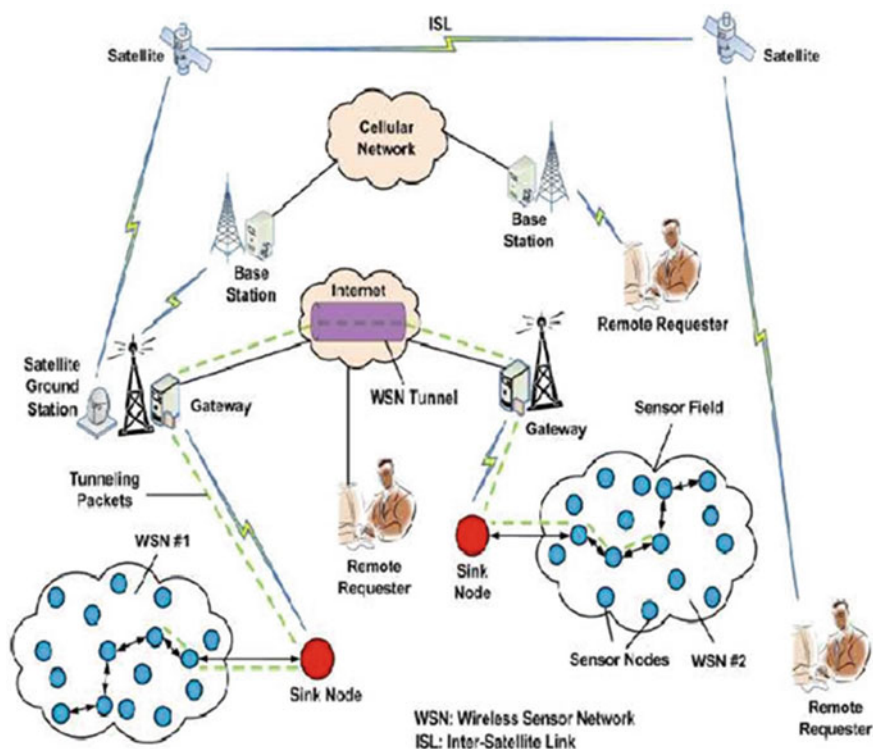 ISL
Satellite
Satellite
Cellular
Network
Base
Station
Base
Station
Remote Requester
Internet
WSN Tunnel
Satellite
Ground
Station
Gateway
Gateway
Sensor Field
Tunneling
Packets
WSN #1
Remote
Requester
Sink
Node
Sensor Nodes
WSN #2
Sink Node
Remote
Requester
WSN: Wireless Sensor Network
ISL: Inter-Satellite Link